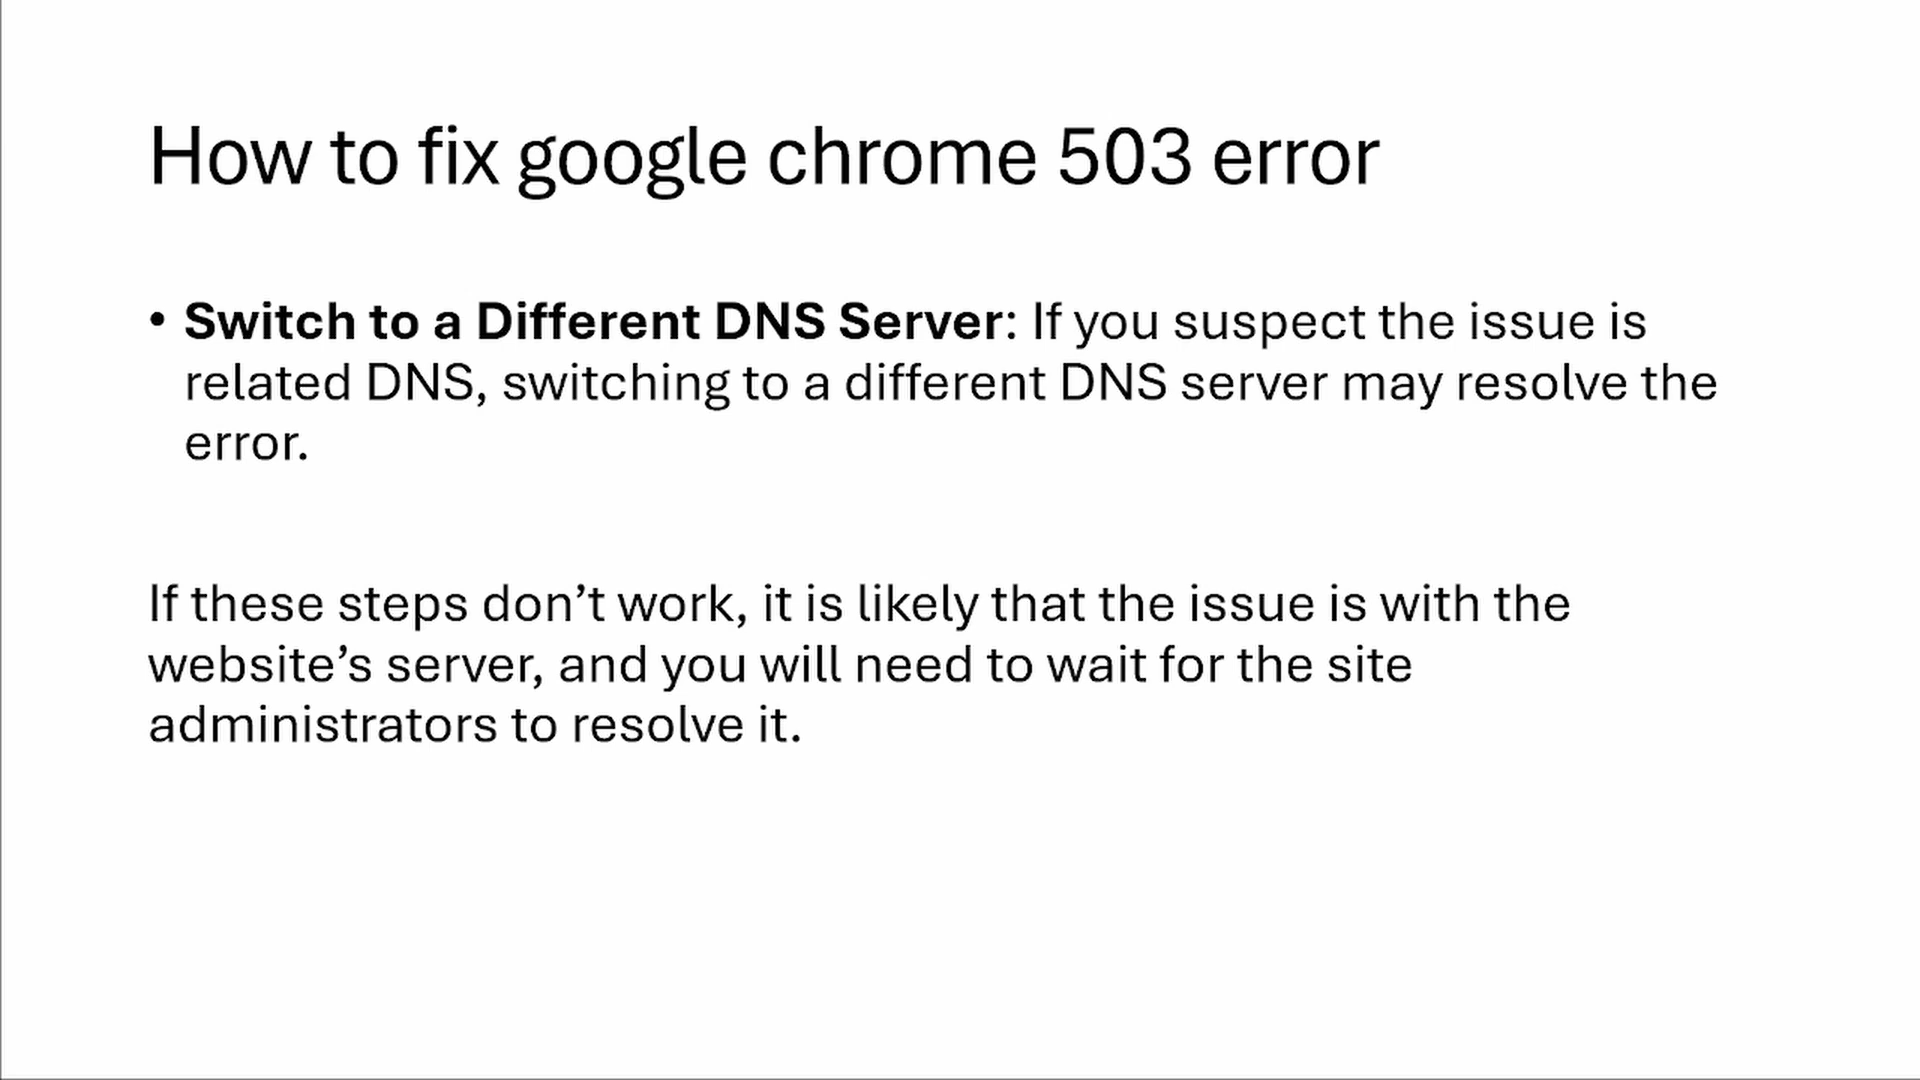 How to fix google chrome 503 error
• Switch to a Different DNS Server: If you suspect the issue is
related DNS, switching to a different DNS server may resolve the
error.
If these steps don’t work, it is likely that the issue is with the
website’s server, and you will need to wait for the site
administrators to resolve it.